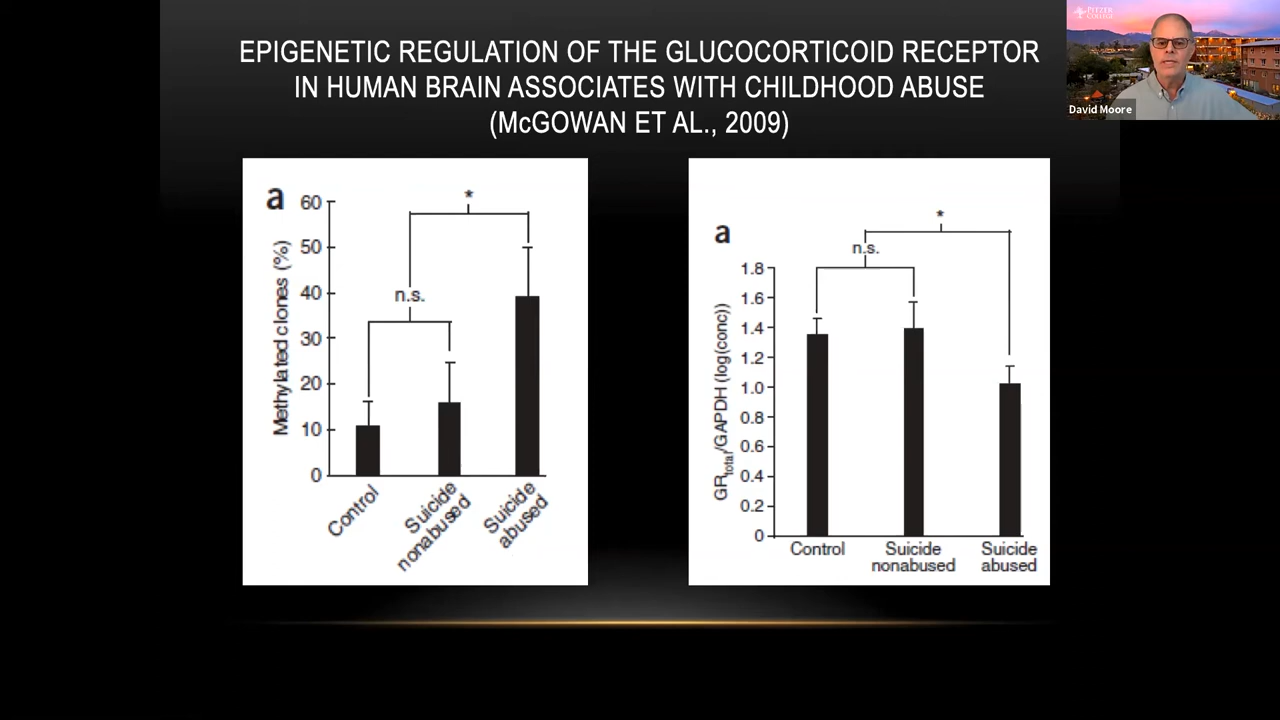 EPIGENETIC REGULATION OF THE GLUCOCORTICOID RECEPTOR
IN HUMAN BRAIN ASSOCIATES WITH CHILDHOOD ABUSE
(McGOWAN ET AL., 2009)
PITZER
COLLEGE
David Moore
a
Methylated clones (%)
60
50
40
30
20
10
0
*
n.s.
Control
Suicide
nonabused
Suicide
abused
a
GRtotal/GAPDH (log(conc))
1.8
1.6
1.4
1.2
1.0
0.8
0.6
0.4
0.2
0
*
n.s.
Control
Suicide
nonabused
Suicide
abused